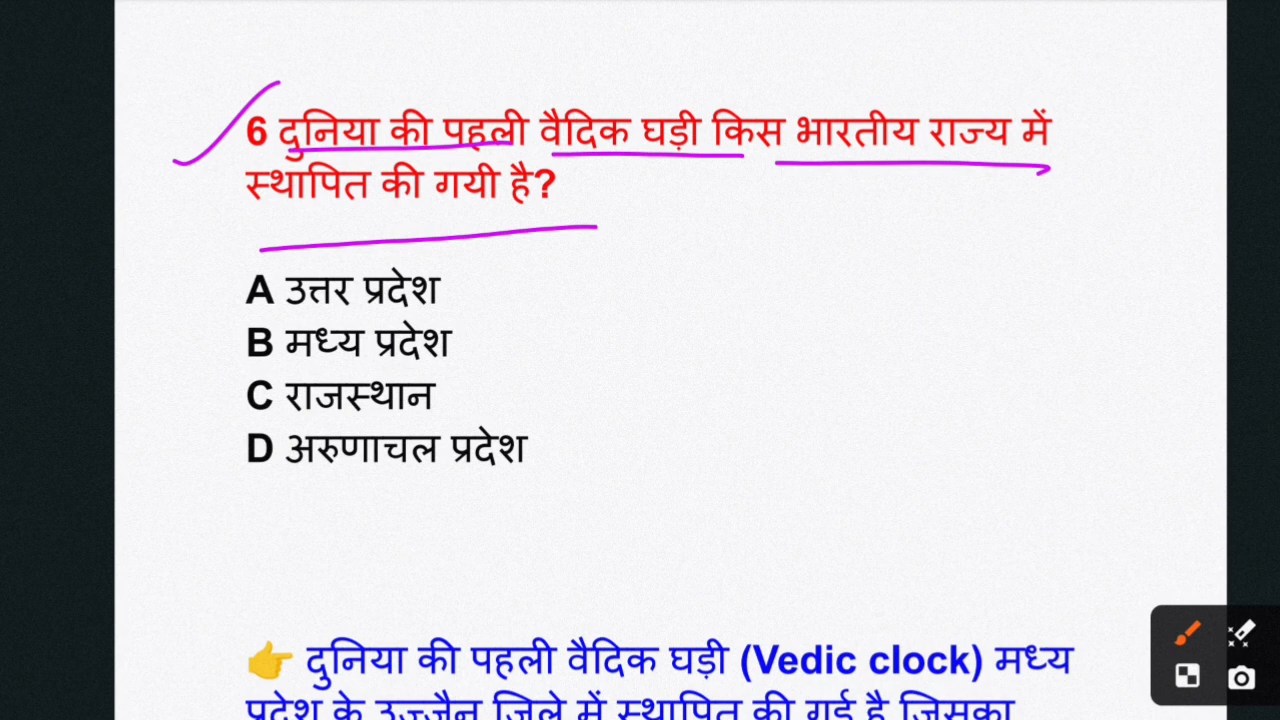 6 दुनिया की पहली वैदिक घड़ी किस भारतीय राज्य में
स्थापित की गयी है?
A उत्तर प्रदेश
B मध्य प्रदेश
C राजस्थान
D अरुणाचल प्रदेश
👉 दुनिया की पहली वैदिक घड़ी (Vedic clock) मध्य
प्रदेश के उज्जैन जिले में स्थापित की गई है जिसका